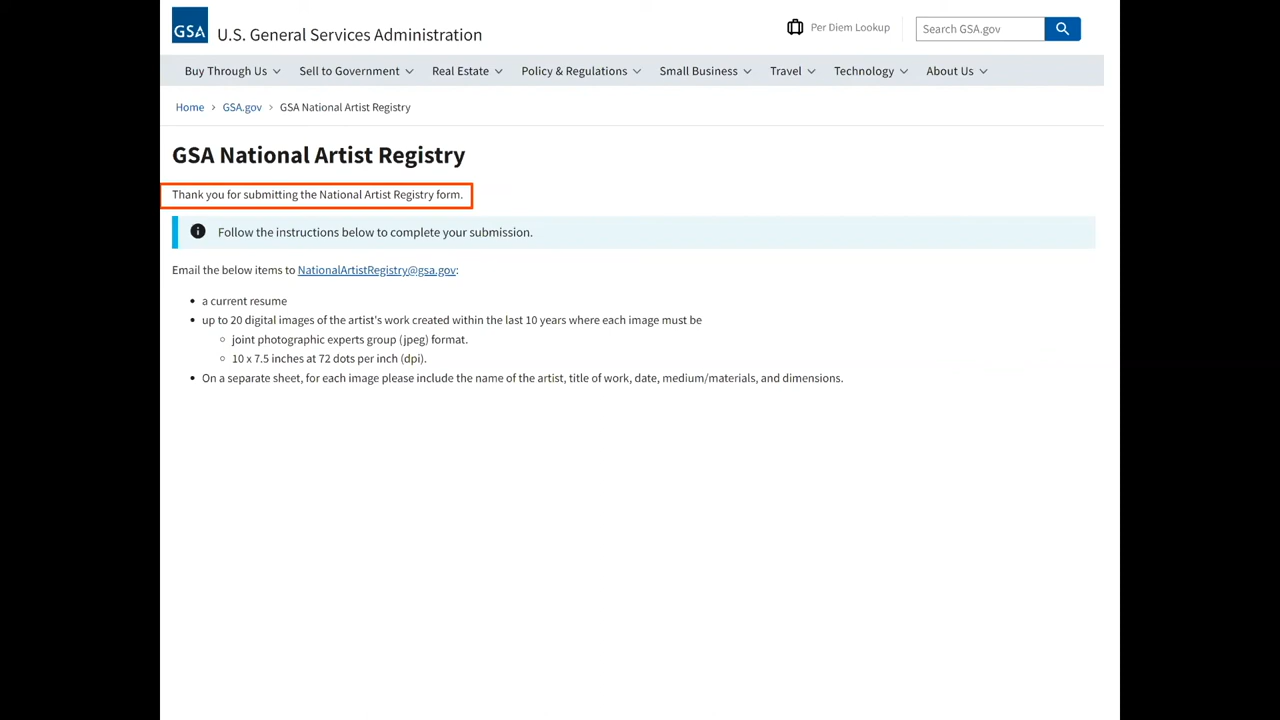 GSA
U.S. General Services Administration
Per Diem Lookup
Search GSA.gov
Buy Through Us
Sell to Government
Real Estate
Policy & Regulations
Small Business
Travel
Technology
About Us
Home > GSA.gov > GSA National Artist Registry
GSA National Artist Registry
Thank you for submitting the National Artist Registry form.
Follow the instructions below to complete your submission.
Email the below items to NationalArtistRegistry@gsa.gov:
• a current resume
• up to 20 digital images of the artist's work created within the last 10 years where each image must be
○ joint photographic experts group (jpeg) format.
○ 10 x 7.5 inches at 72 dots per inch (dpi).
• On a separate sheet, for each image please include the name of the artist, title of work, date, medium/materials, and dimensions.